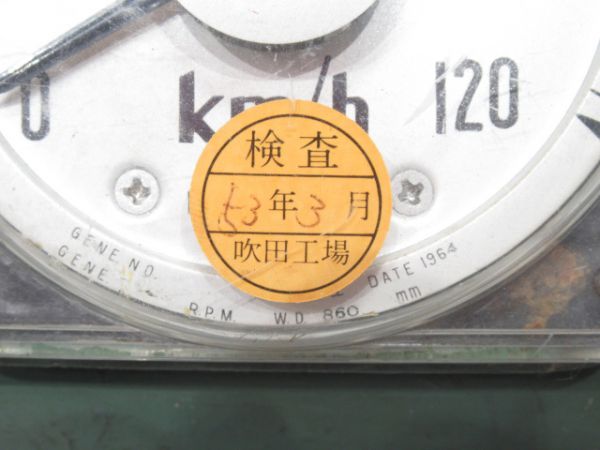 0 km/h 120
検査
53年3月
吹田工場
GENE NO.
GENE
DATE 1964
R.P.M. W.D. 860 mm